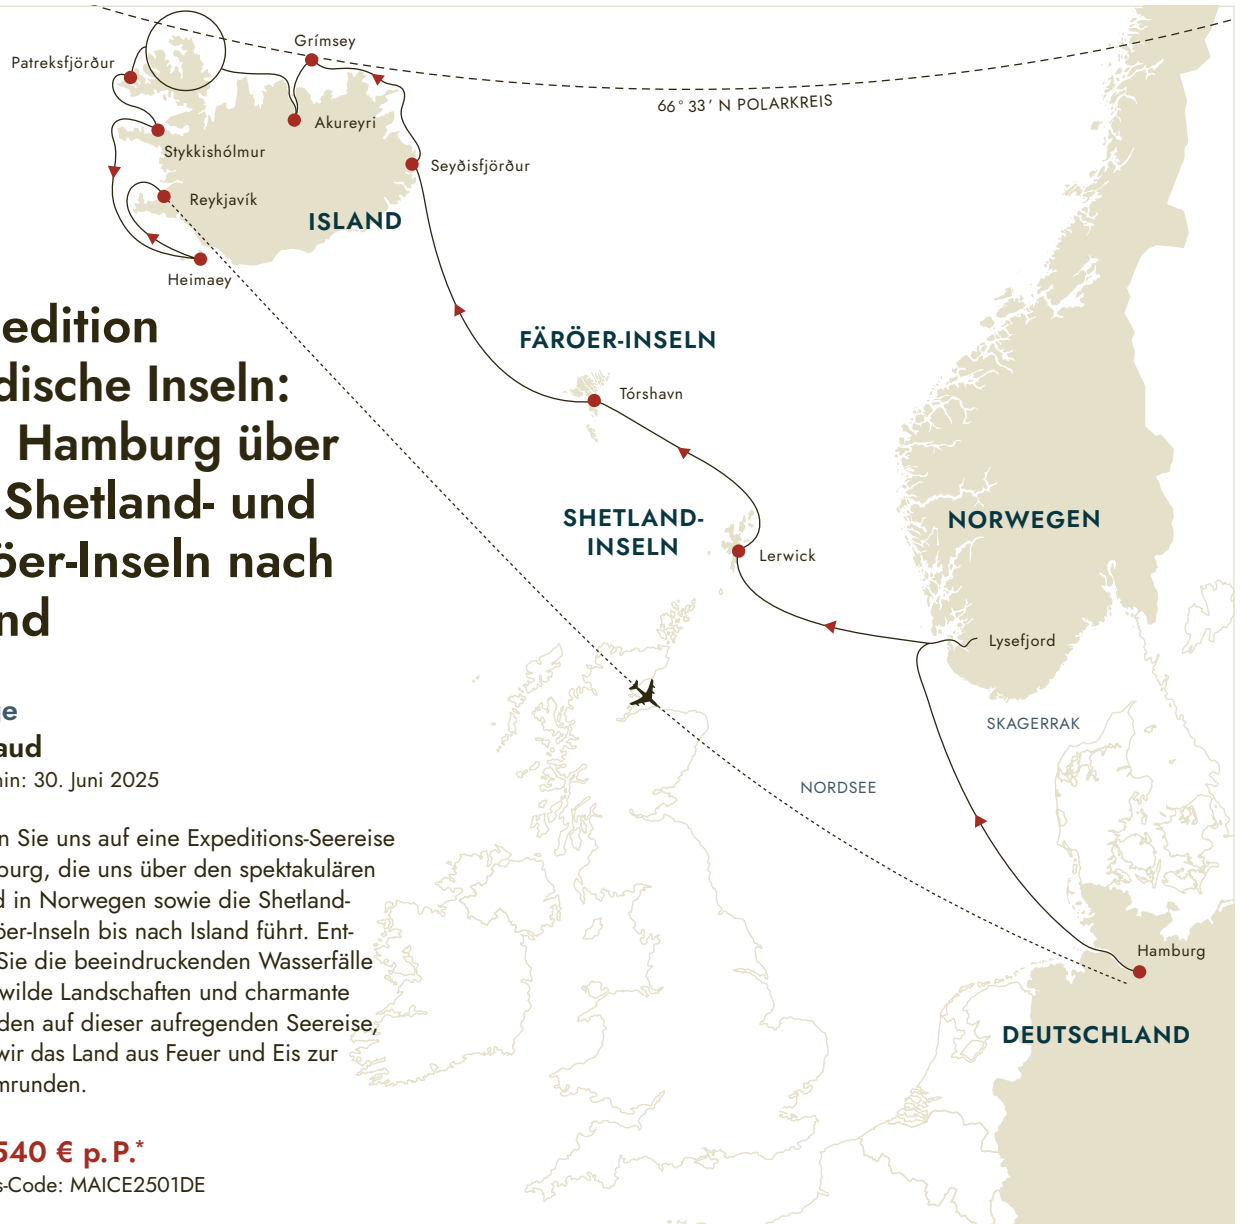 Grímsey
Patreksfjörður
66° 33′ N POLARKREIS
Akureyri
Stykkishólmur
Seyðisfjörður
Reykjavík
ISLAND
Heimaey
edition
dische Inseln:
Hamburg über
Shetland- und
öer-Inseln nach
nd
FÄRÖER-INSELN
Tórshavn
SHETLAND-
INSELN
NORWEGEN
Lerwick
Lysefjord
ge
aud
min: 30. Juni 2025
SKAGERRAK
NORDSEE
n Sie uns auf eine Expeditions-Seereise
burg, die uns über den spektakulären
d in Norwegen sowie die Shetland-
öer-Inseln bis nach Island führt. Ent-
Sie die beeindruckenden Wasserfälle
wilde Landschaften und charmante
den auf dieser aufregenden Seereise,
wir das Land aus Feuer und Eis zur
mrunden.
Hamburg
DEUTSCHLAND
540 € p. P.*
s-Code: MAICE2501DE